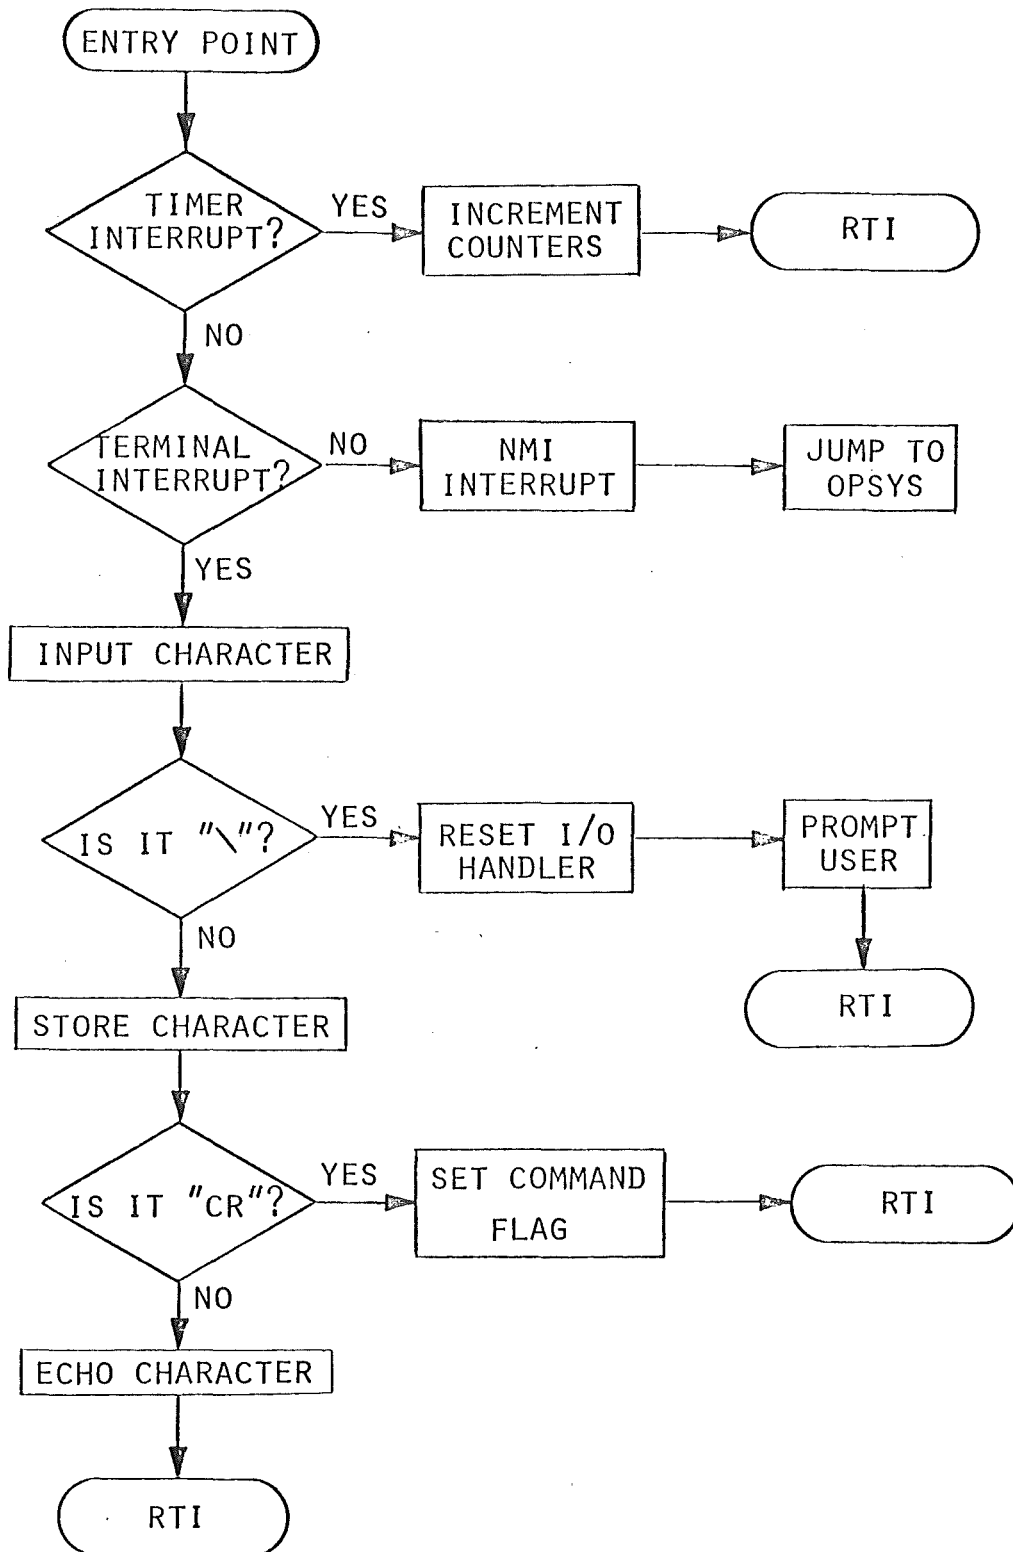 ENTRY POINT
TIMER
INTERRUPT?
YES
INCREMENT
COUNTERS
RTI
NO
TERMINAL
INTERRUPT?
NO
NMI
INTERRUPT
JUMP TO
OPSYS
YES
INPUT CHARACTER
IS IT "\"?
YES
RESET I/O
HANDLER
PROMPT
USER
RTI
NO
STORE CHARACTER
IS IT "CR"?
YES
SET COMMAND
FLAG
RTI
NO
ECHO CHARACTER
RTI